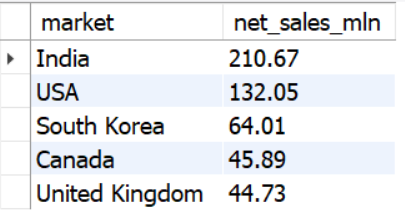 market net_sales_mln
India 210.67
USA 132.05
South Korea 64.01
Canada 45.89
United Kingdom 44.73